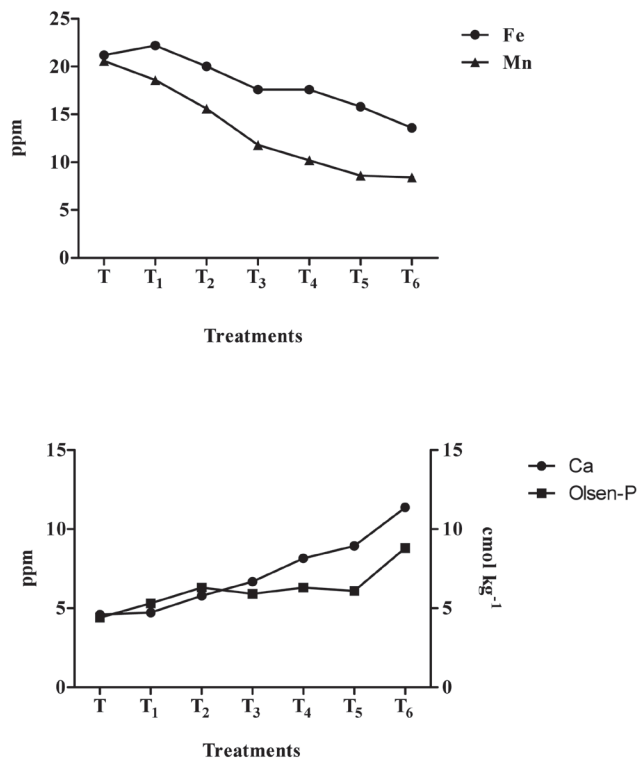 25
20
15
10
5
0
ppm
T T₁ T₂ T₃ T₄ T₅ T₆
Treatments
Fe
Mn
15
10
5
0
ppm
15
10
5
0
cmol kg⁻¹
T T₁ T₂ T₃ T₄ T₅ T₆
Treatments
Ca
Olsen-P